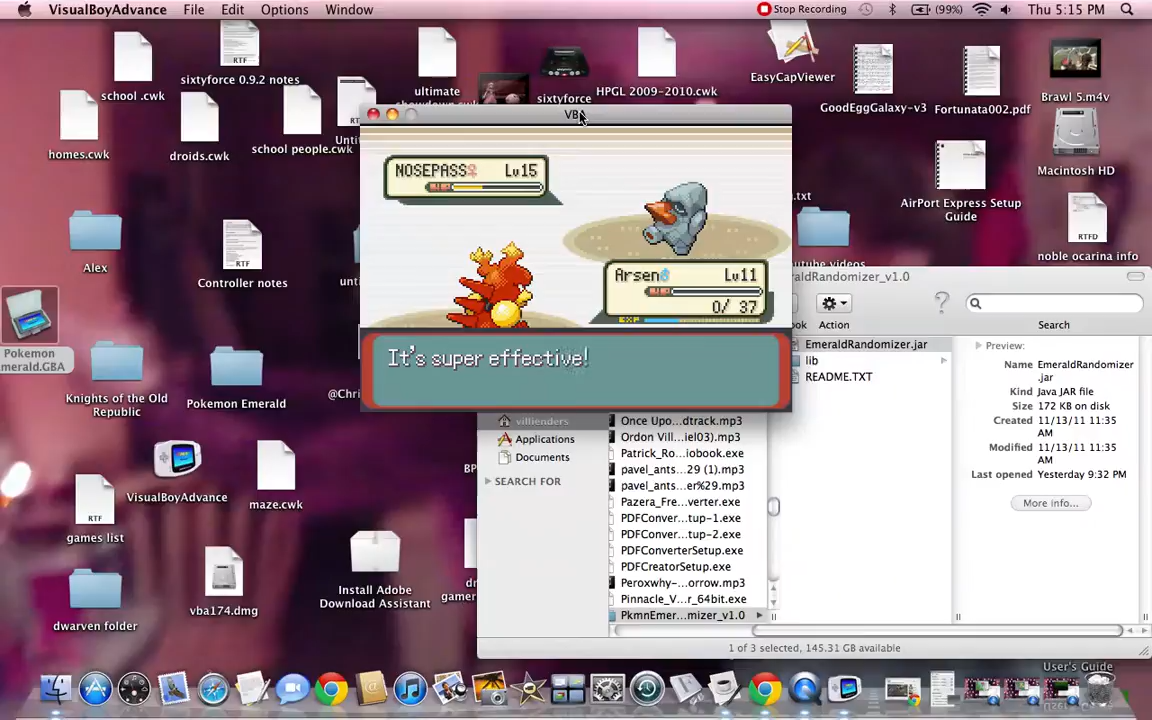 VisualBoyAdvance File Edit Options Window
Stop Recording (99%) Thu 5:15 PM
school .cwk
sixtyforce 0.9.2 notes
ultimate
sixtyforce
HPGL 2009-2010.cwk
EasyCapViewer
GoodEggGalaxy-v3
Fortunata002.pdf
Brawl 5.m4v
homes.cwk
droids.cwk
school people.cwk
Macintosh HD
AirPort Express Setup
Guide
noble ocarina info
Alex
Controller notes
NOSEPASS♀ Lv15
Arsen♂ Lv11
0/ 37
EXP
It's super effective!
Pokemon
merald.GBA
Knights of the Old
Republic
Pokemon Emerald
@Chri
VisualBoyAdvance
maze.cwk
games list
vba174.dmg
Install Adobe
Download Assistant
dwarven folder
eraldRandomizer_v1.0
Action
Search
EmeraldRandomizer.jar
lib
README.TXT
Preview:
Name EmeraldRandomizer
.jar
Kind Java JAR file
Size 172 KB on disk
Created 11/13/11 11:35
AM
Modified 11/13/11 11:35
AM
Last opened Yesterday 9:32 PM
More info...
villienders
Applications
Documents
SEARCH FOR
Once Upo...dtrack.mp3
Ordon Vill...iel03).mp3
Patrick_Ro...iobook.exe
pavel_ants...29 (1).mp3
pavel_ants...er%29.mp3
Pazera_Fre...verter.exe
PDFConver...tup-1.exe
PDFConver...tup-2.exe
PDFConverterSetup.exe
PDFCreatorSetup.exe
Peroxwhy-...orrow.mp3
Pinnacle_V...r_64bit.exe
PkmnEmer...mizer_v1.0
1 of 3 selected, 145.31 GB available
User's Guide